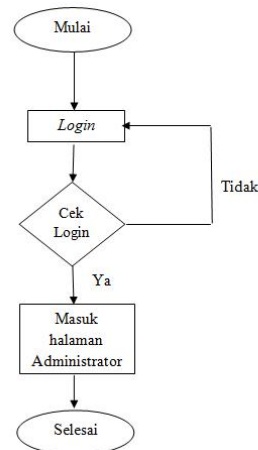 Mulai
Login
Cek
Login
Tidak
Ya
Masuk
halaman
Administrator
Selesai